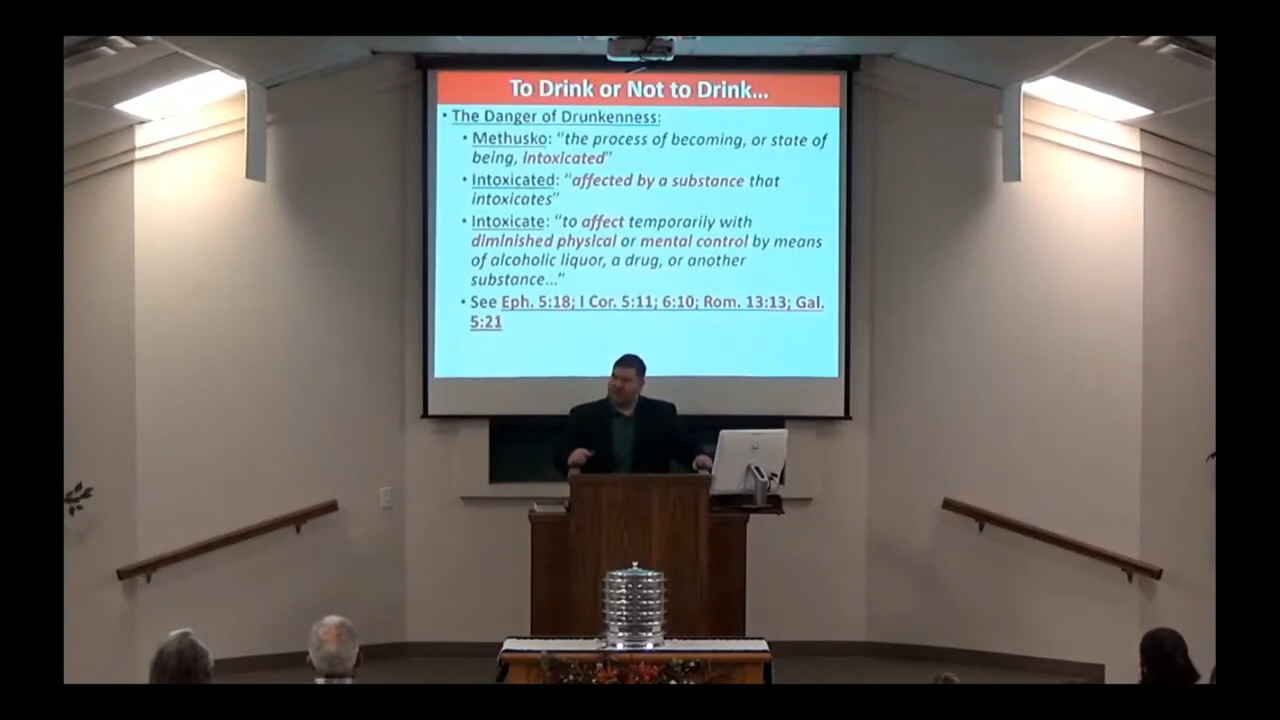 To Drink or Not to Drink...
• The Danger of Drunkenness:
• Methusko: “the process of becoming, or state of
being, intoxicated”
• Intoxicated: “affected by a substance that
intoxicates”
• Intoxicate: “to affect temporarily with
diminished physical or mental control by means
of alcoholic liquor, a drug, or another
substance...”
• See Eph. 5:18; I Cor. 5:11; 6:10; Rom. 13:13; Gal.
5:21